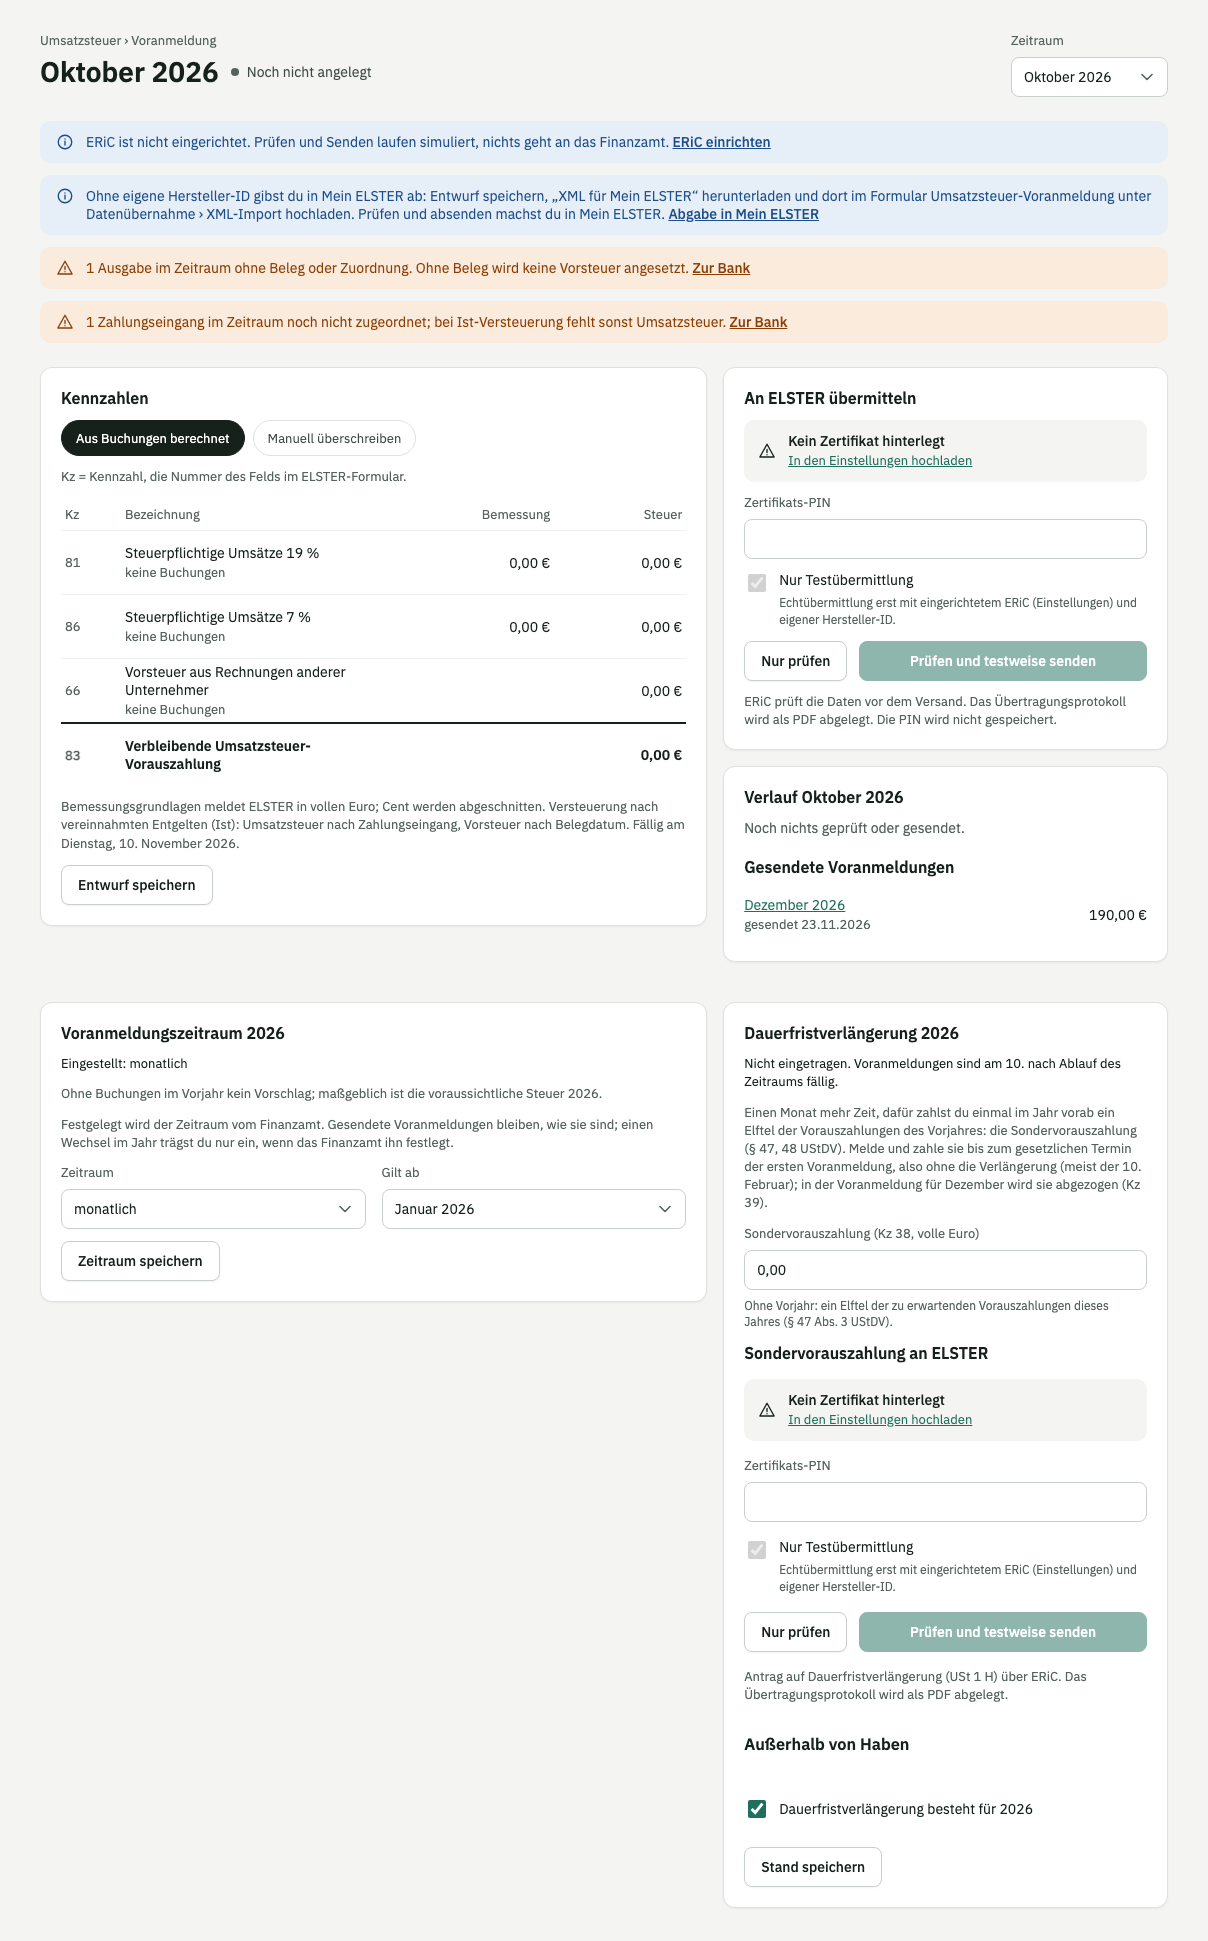 Umsatzsteuer › Voranmeldung
Oktober 2026
Noch nicht angelegt
Zeitraum
Oktober 2026
ERiC ist nicht eingerichtet. Prüfen und Senden laufen simuliert, nichts geht an das Finanzamt. ERiC einrichten
Ohne eigene Hersteller-ID gibst du in Mein ELSTER ab: Entwurf speichern, „XML für Mein ELSTER“ herunterladen und dort im Formular Umsatzsteuer-Voranmeldung unter
Datenübernahme › XML-Import hochladen. Prüfen und absenden machst du in Mein ELSTER. Abgabe in Mein ELSTER
1 Ausgabe im Zeitraum ohne Beleg oder Zuordnung. Ohne Beleg wird keine Vorsteuer angesetzt. Zur Bank
1 Zahlungseingang im Zeitraum noch nicht zugeordnet; bei Ist-Versteuerung fehlt sonst Umsatzsteuer. Zur Bank
Kennzahlen
Aus Buchungen berechnet
Manuell überschreiben
Kz = Kennzahl, die Nummer des Felds im ELSTER-Formular.
Kz Bezeichnung Bemessung Steuer
81 Steuerpflichtige Umsätze 19 % 0,00 € 0,00 €
keine Buchungen
86 Steuerpflichtige Umsätze 7 % 0,00 € 0,00 €
keine Buchungen
Vorsteuer aus Rechnungen anderer
66 Unternehmer 0,00 €
keine Buchungen
83 Verbleibende Umsatzsteuer- 0,00 €
Vorauszahlung
Bemessungsgrundlagen meldet ELSTER in vollen Euro; Cent werden abgeschnitten. Versteuerung nach
vereinnahmten Entgelten (Ist): Umsatzsteuer nach Zahlungseingang, Vorsteuer nach Belegdatum. Fällig am
Dienstag, 10. November 2026.
Entwurf speichern
An ELSTER übermitteln
Kein Zertifikat hinterlegt
In den Einstellungen hochladen
Zertifikats-PIN
Nur Testübermittlung
Echtübermittlung erst mit eingerichtetem ERiC (Einstellungen) und
eigener Hersteller-ID.
Nur prüfen
Prüfen und testweise senden
ERiC prüft die Daten vor dem Versand. Das Übertragungsprotokoll
wird als PDF abgelegt. Die PIN wird nicht gespeichert.
Verlauf Oktober 2026
Noch nichts geprüft oder gesendet.
Gesendete Voranmeldungen
Dezember 2026 190,00 €
gesendet 23.11.2026
Voranmeldungszeitraum 2026
Eingestellt: monatlich
Ohne Buchungen im Vorjahr kein Vorschlag; maßgeblich ist die voraussichtliche Steuer 2026.
Festgelegt wird der Zeitraum vom Finanzamt. Gesendete Voranmeldungen bleiben, wie sie sind; einen
Wechsel im Jahr trägst du nur ein, wenn das Finanzamt ihn festlegt.
Zeitraum
monatlich
Gilt ab
Januar 2026
Zeitraum speichern
Dauerfristverlängerung 2026
Nicht eingetragen. Voranmeldungen sind am 10. nach Ablauf des
Zeitraums fällig.
Einen Monat mehr Zeit, dafür zahlst du einmal im Jahr vorab ein
Elftel der Vorauszahlungen des Vorjahres: die Sondervorauszahlung
(§ 47, 48 UStDV). Melde und zahle sie bis zum gesetzlichen Termin
der ersten Voranmeldung, also ohne die Verlängerung (meist der 10.
Februar); in der Voranmeldung für Dezember wird sie abgezogen (Kz
39).
Sondervorauszahlung (Kz 38, volle Euro)
0,00
Ohne Vorjahr: ein Elftel der zu erwartenden Vorauszahlungen dieses
Jahres (§ 47 Abs. 3 UStDV).
Sondervorauszahlung an ELSTER
Kein Zertifikat hinterlegt
In den Einstellungen hochladen
Zertifikats-PIN
Nur Testübermittlung
Echtübermittlung erst mit eingerichtetem ERiC (Einstellungen) und
eigener Hersteller-ID.
Nur prüfen
Prüfen und testweise senden
Antrag auf Dauerfristverlängerung (USt 1 H) über ERiC. Das
Übertragungsprotokoll wird als PDF abgelegt.
Außerhalb von Haben
Dauerfristverlängerung besteht für 2026
Stand speichern